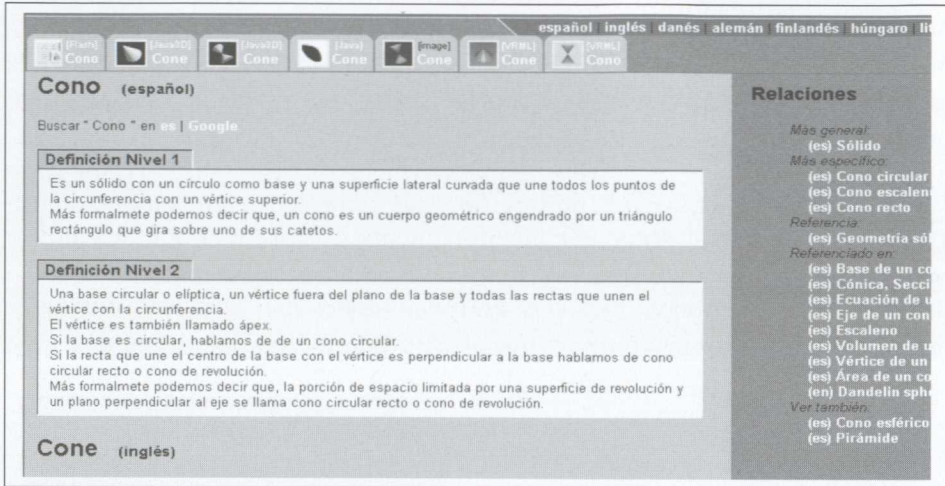 español | inglés | danés | alemán | finlandés | húngaro |
[Flash] Cono
[Java3D] Cone
[Java3D] Cone
[Java] Cone
[image] Cone
[VRML] Cone
[VRML] Cono
Cono (español)
Buscar " Cono " en es | Google
Definición Nivel 1
Es un sólido con un círculo como base y una superficie lateral curvada que une todos los puntos de
la circunferencia con un vértice superior.
Más formalmete podemos decir que, un cono es un cuerpo geométrico engendrado por un triángulo
rectángulo que gira sobre uno de sus catetos.
Definición Nivel 2
Una base circular o elíptica, un vértice fuera del plano de la base y todas las rectas que unen el
vértice con la circunferencia.
El vértice es también llamado ápex.
Si la base es circular, hablamos de de un cono circular.
Si la recta que une el centro de la base con el vértice es perpendicular a la base hablamos de cono
circular recto o cono de revolución.
Más formalmente podemos decir que, la porción de espacio limitada por una superficie de revolución y
un plano perpendicular al eje se llama cono circular recto o cono de revolución.
Cone (inglés)
Relaciones
Más general:
(es) Sólido
Más específico:
(es) Cono circular
(es) Cono
(es) Cono recto
Referencia:
(es) Geometría
Referenciado en:
(es) Base de un
(es) Cónica,
(es) Ecuación de
(es) Eje de un
(es) Escaleno
(es) Volumen de
(es) Vértice de un
(es) Área de un
(en) Dandelin
Ver también:
(es) Cono esférico
(es) Pirámide